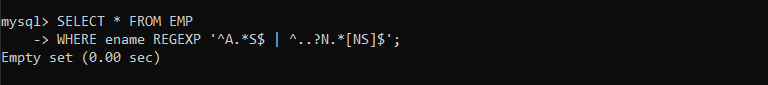 mysql> SELECT * FROM EMP
    -> WHERE ename REGEXP '^A.*S$ | ^..?N.*[NS]$';
Empty set (0.00 sec)